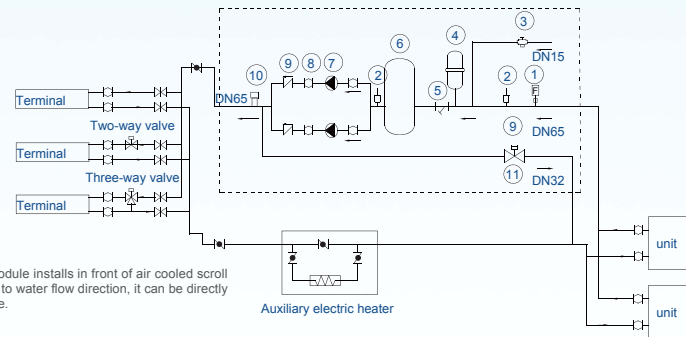 3
4
6
DN15
10
9
8
7
2
5
2
1
DN65
Terminal
Two-way valve
DN65
9
Terminal
Three-way valve
11
DN32
Terminal
unit
odule installs in front of air cooled scroll
to water flow direction, it can be directly
e.
Auxiliary electric heater
unit